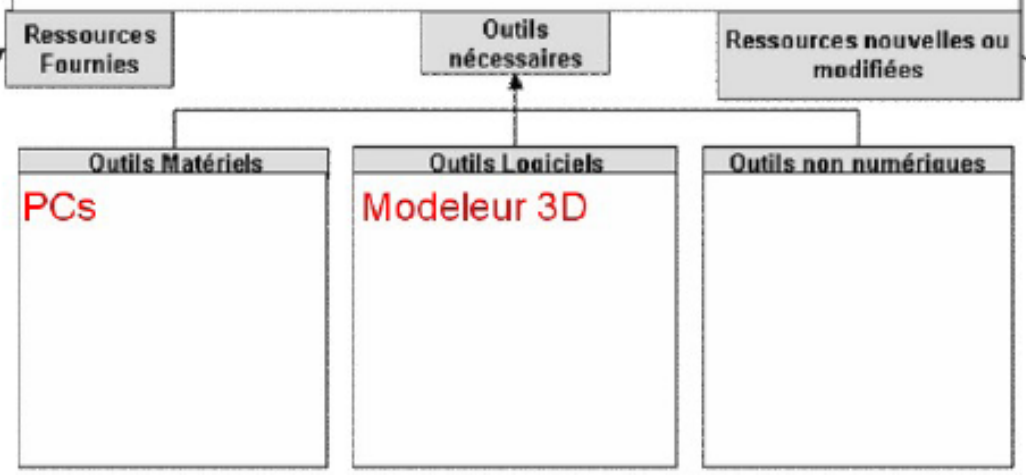 Ressources
Fournies
Outils
nécessaires
Ressources nouvelles ou
modifiées
Outils Matériels
Outils Logiciels
Outils non numériques
PCs
Modeleur 3D